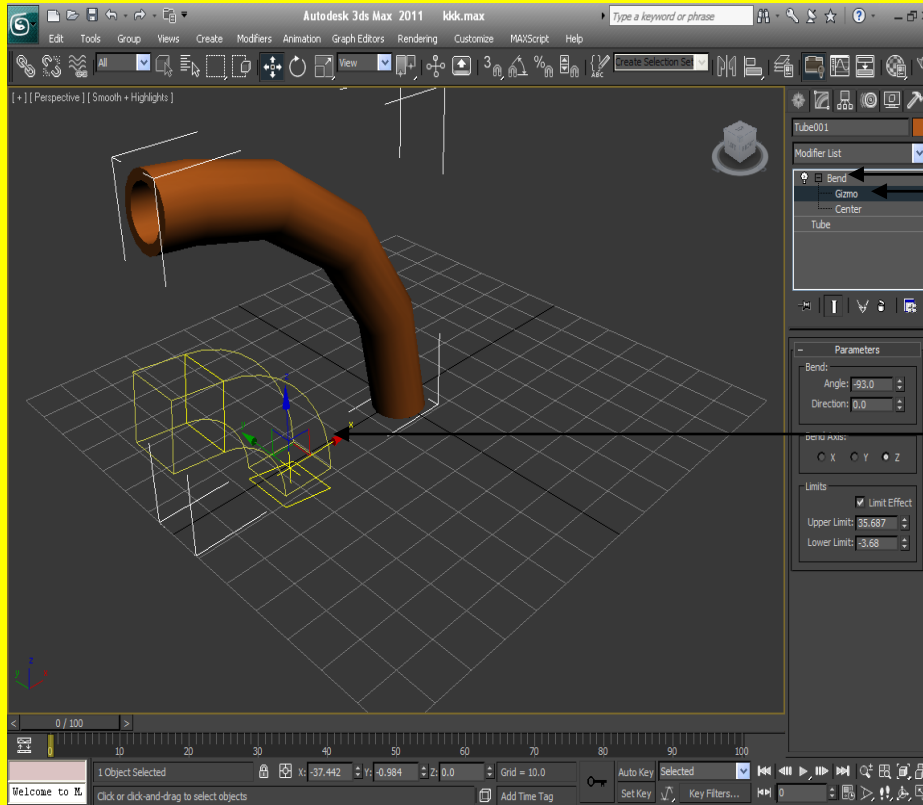 Autodesk 3ds Max 2011 kkk.max
Type a keyword or phrase
Edit Tools Group Views Create Modifiers Animation Graph Editors Rendering Customize MAXScript Help
All
View
3
%
ABC
Create Selection Set
[ + ] [ Perspective ] [ Smooth + Highlights ]
Tube001
Modifier List
Bend
Gizmo
Center
Tube
Parameters
Bend:
Angle: -93.0
Direction: 0.0
Bend Axis:
X Y Z
Limits
Limit Effect
Upper Limit: 35.687
Lower Limit: -3.68
x
z
y
0 / 100
0 10 20 30 40 50 60 70 80 90 100
1 Object Selected
X: -37.442 Y: -0.984 Z: 0.0
Grid = 10.0
Auto Key Selected
Welcome to M
Click or click-and-drag to select objects
Add Time Tag
Set Key Key Filters...
0